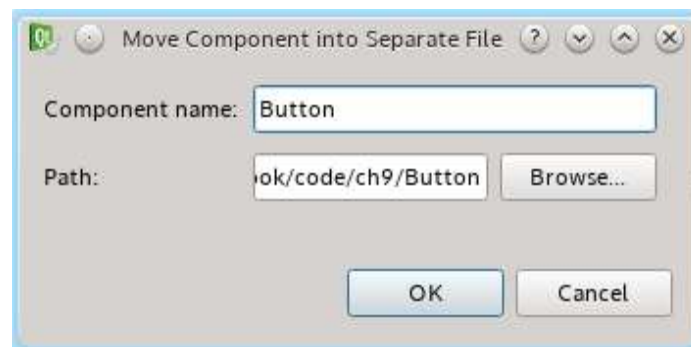 Move Component into Separate File
Component name: Button
Path: ok/code/ch9/Button Browse...
OK Cancel